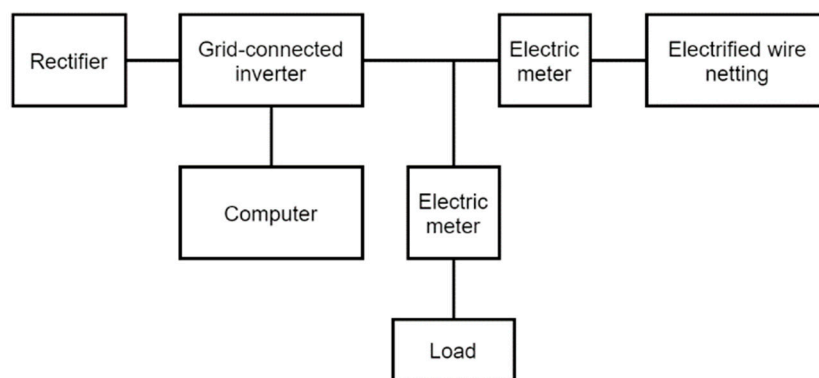 Rectifier
Grid-connected
inverter
Electric
meter
Electrified wire
netting
Computer
Electric
meter
Load